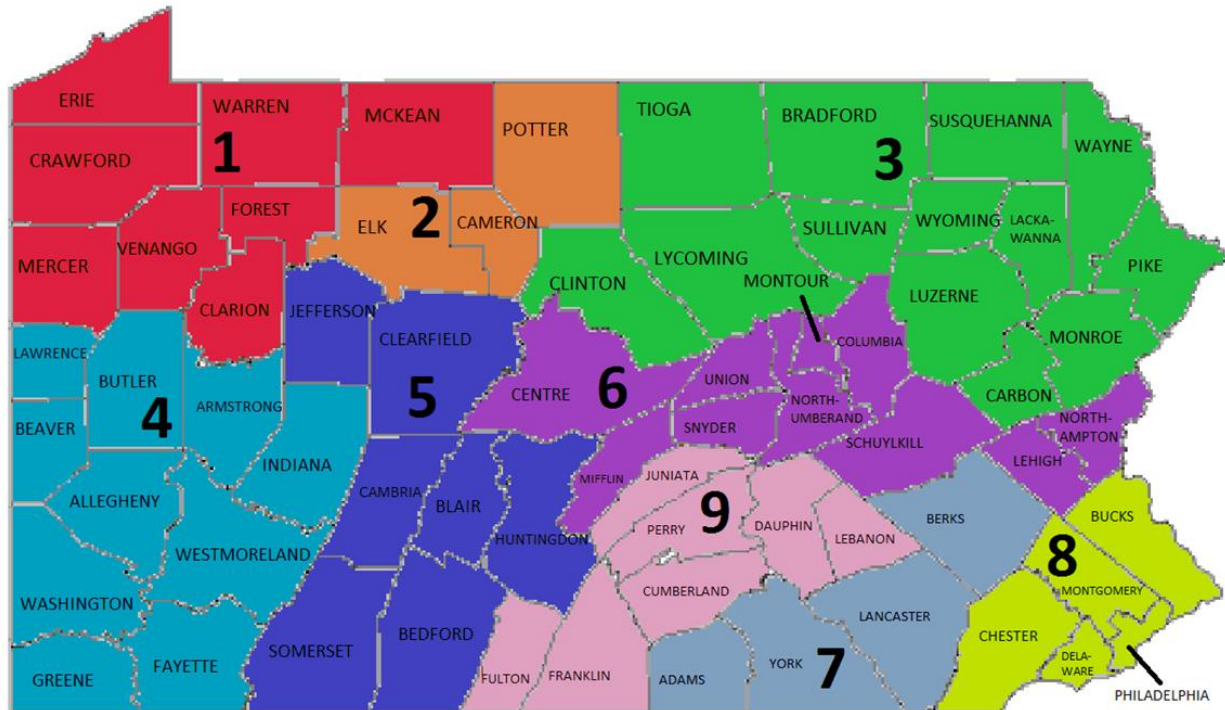 ERIE
WARREN
MCKEAN
POTTER
TIOGA
BRADFORD
SUSQUEHANNA
WAYNE
CRAWFORD
1
3
FOREST
ELK
2
CAMERON
SULLIVAN
WYOMING
LACKA-
WANNA
MERCER
VENANGO
LYCOMING
PIKE
CLARION
JEFFERSON
CLINTON
MONTOUR
LUZERNE
LAWRENCE
CLEARFIELD
COLUMBIA
MONROE
BUTLER
4
ARMSTRONG
5
CENTRE
6
UNION
NORTH-
UMBERAND
CARBON
BEAVER
SNYDER
SCHUYLKILL
NORTH-
AMPTON
INDIANA
LEHIGH
ALLEGHENY
CAMBRIA
BLAIR
MIFFLIN
JUNIATA
HUNTINGDON
PERRY
9
DAUPHIN
LEBANON
BERKS
BUCKS
WESTMORELAND
8
WASHINGTON
CUMBERLAND
MONTGOMERY
LANCASTER
SOMERSET
BEDFORD
CHESTER
GREENE
FAYETTE
FULTON
FRANKLIN
ADAMS
YORK
7
DELA-
WARE
PHILADELPHIA